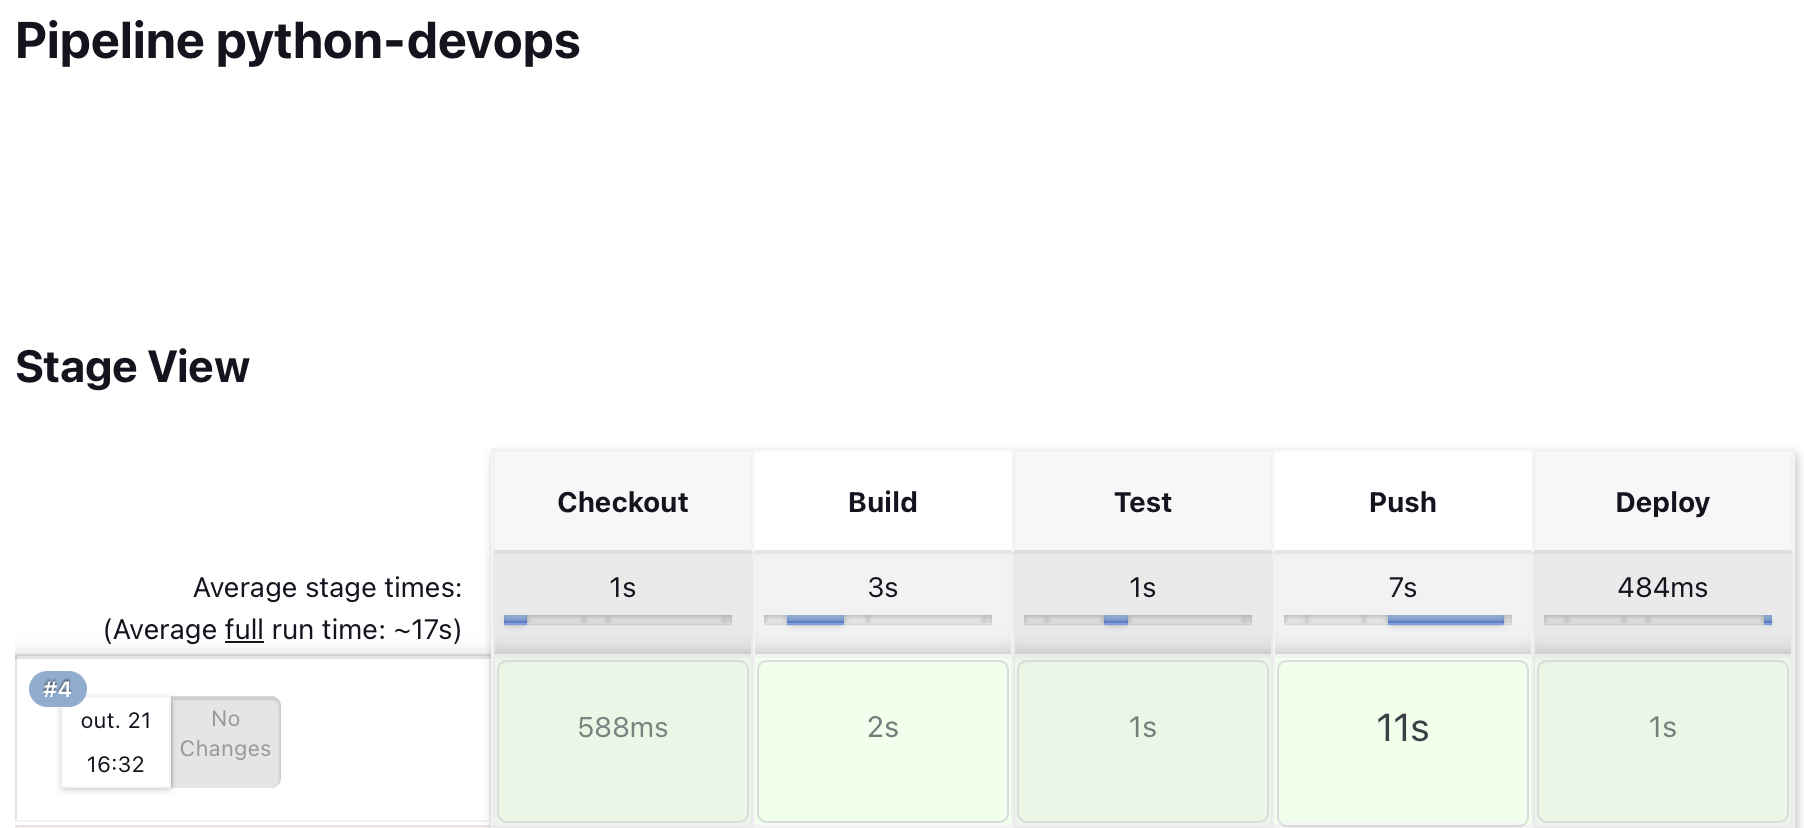 Pipeline python-devops
Stage View
Checkout
Build
Test
Push
Deploy
Average stage times:
(Average full run time: ~17s)
1s
3s
1s
7s
484ms
#4
out. 21
16:32
No
Changes
588ms
2s
1s
11s
1s